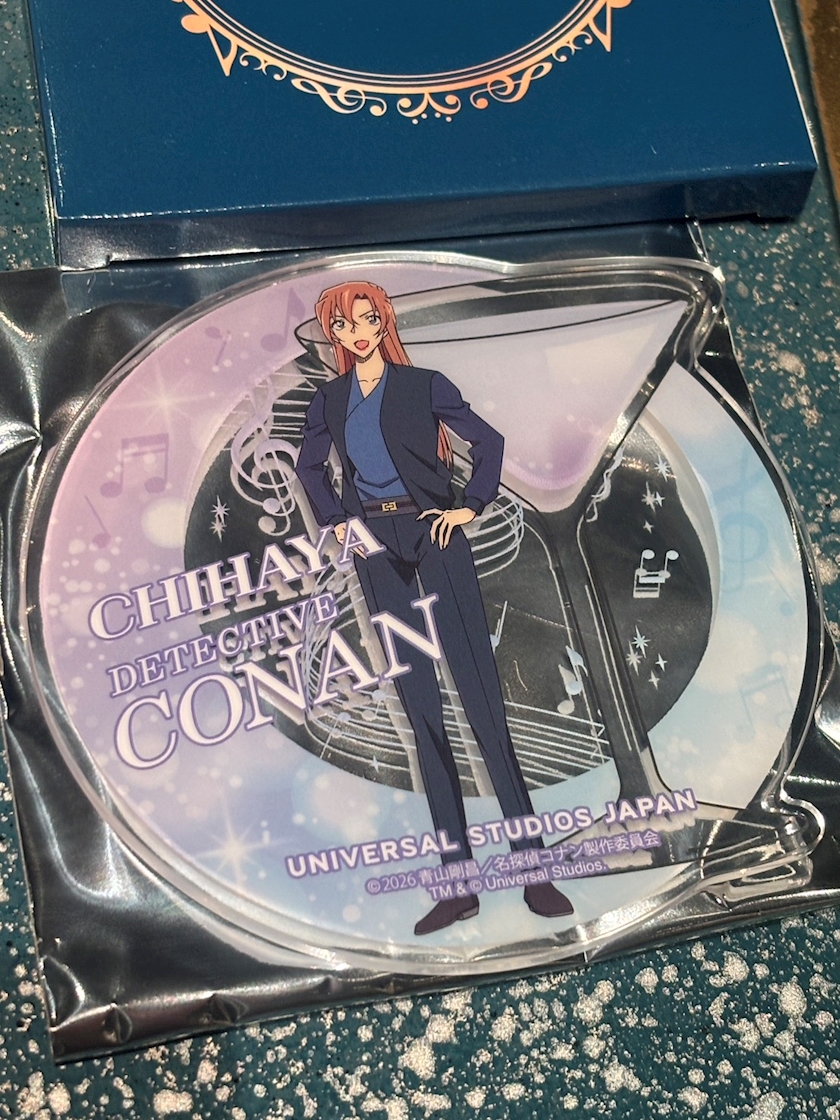 CHIHAYA
DETECTIVE
CONAN
UNIVERSAL STUDIOS JAPAN
©2026 青山剛昌／名探偵コナン製作委員会
TM & © Universal Studios.